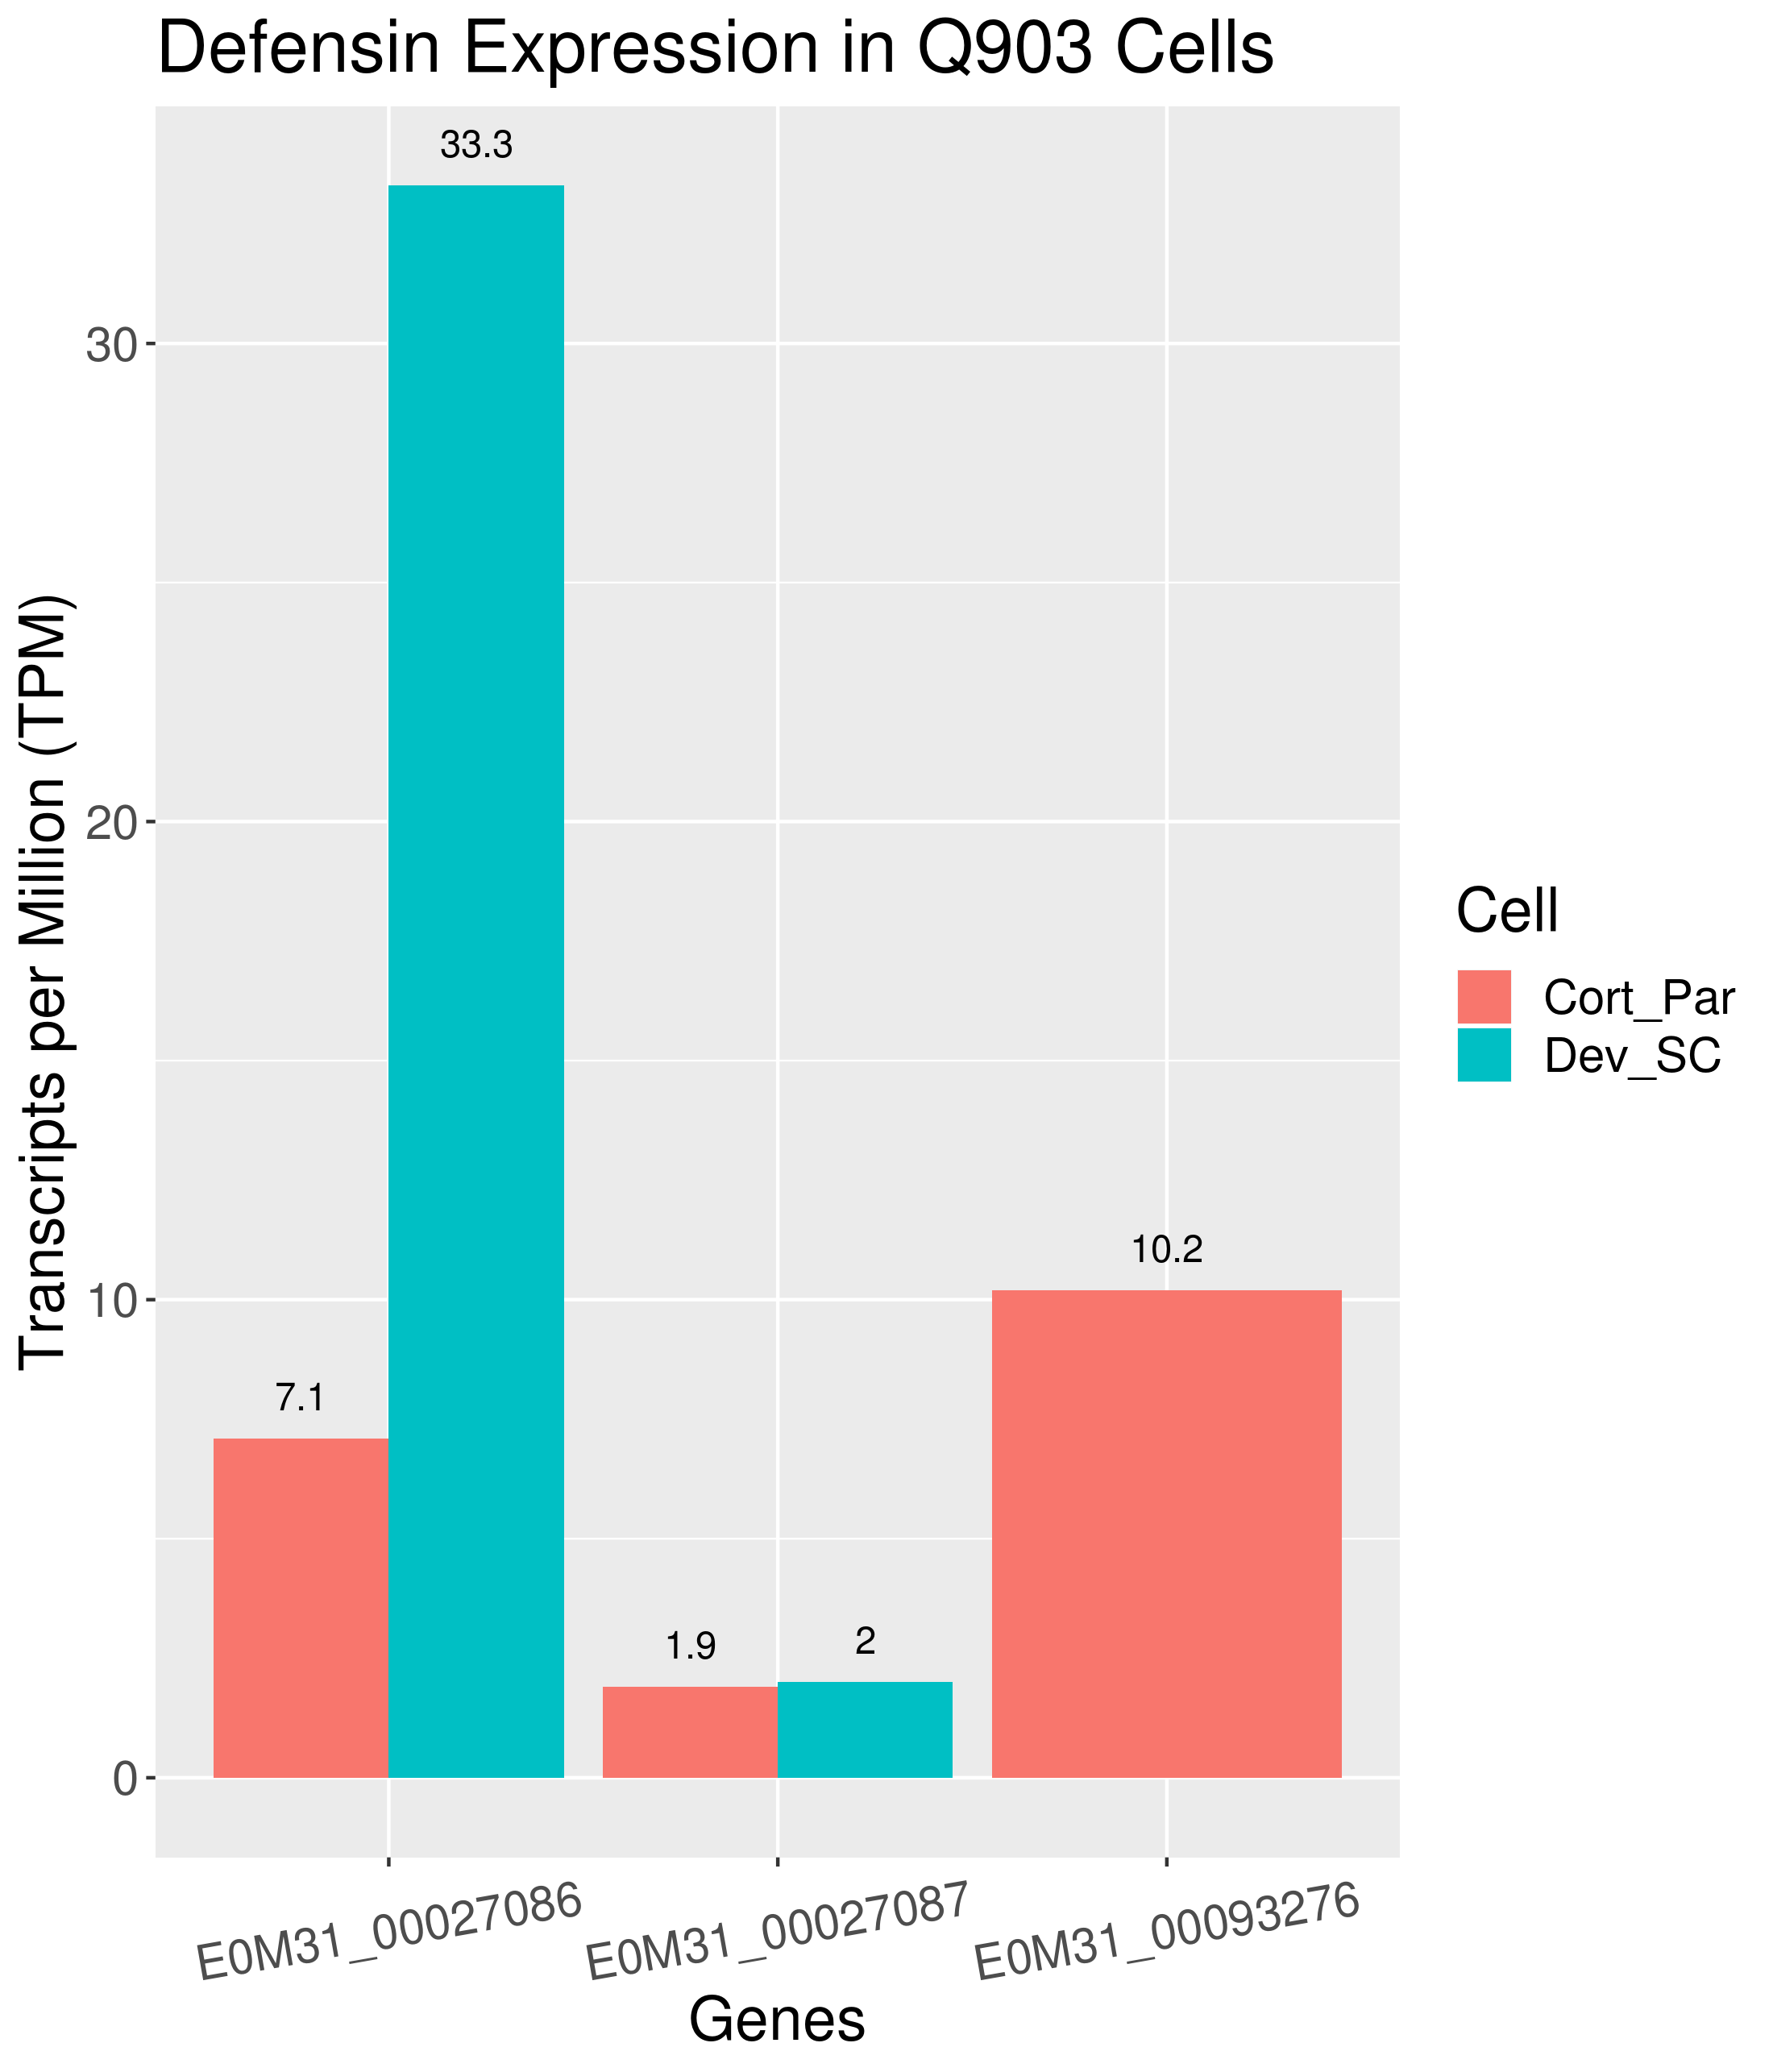 Defensin Expression in Q903 Cells
Transcripts per Million (TPM)
30
20
10
0
33.3
7.1
1.9
2
10.2
E0M31_00027086
E0M31_00027087
E0M31_00093276
Genes
Cell
Cort_Par
Dev_SC